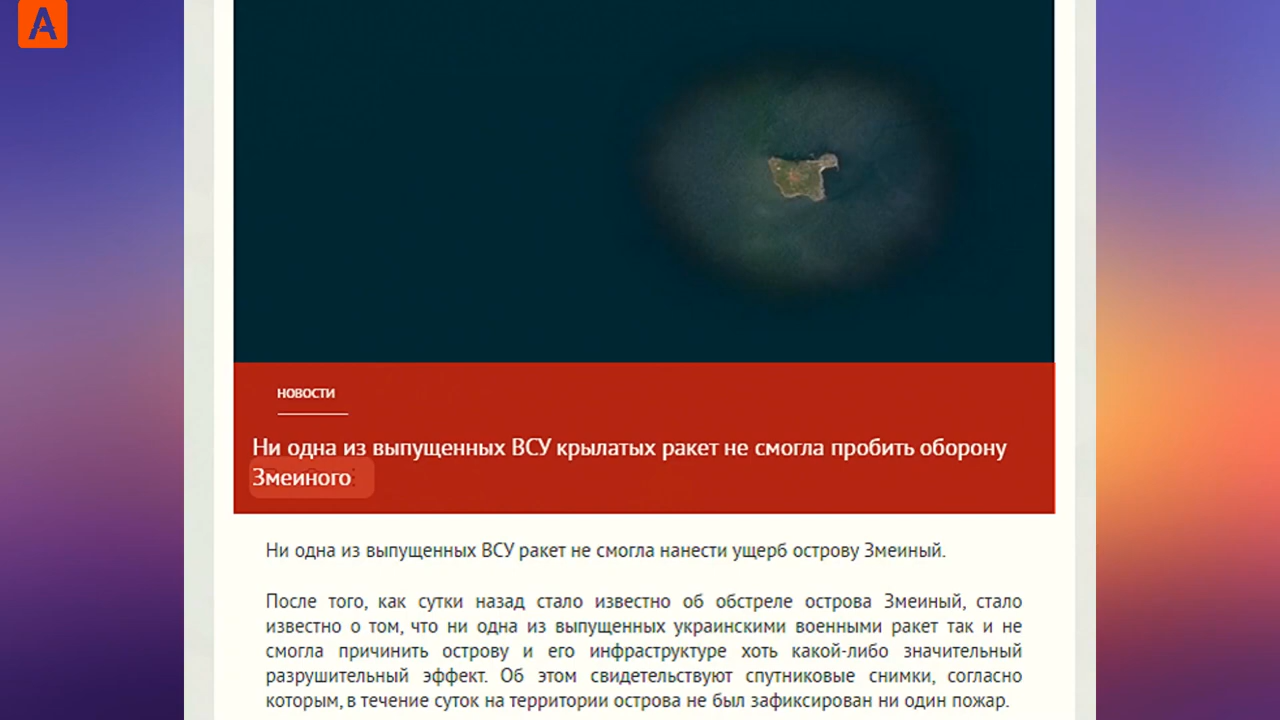 A
НОВОСТИ
Ни одна из выпущенных ВСУ крылатых ракет не смогла пробить оборону
Змеиного
Ни одна из выпущенных ВСУ ракет не смогла нанести ущерб острову Змеиный.
После того, как сутки назад стало известно об обстреле острова Змеиный, стало
известно о том, что ни одна из выпущенных украинскими военными ракет так и не
смогла причинить острову и его инфраструктуре хоть какой-либо значительный
разрушительный эффект. Об этом свидетельствуют спутниковые снимки, согласно
которым, в течение суток на территории острова не был зафиксирован ни один пожар.